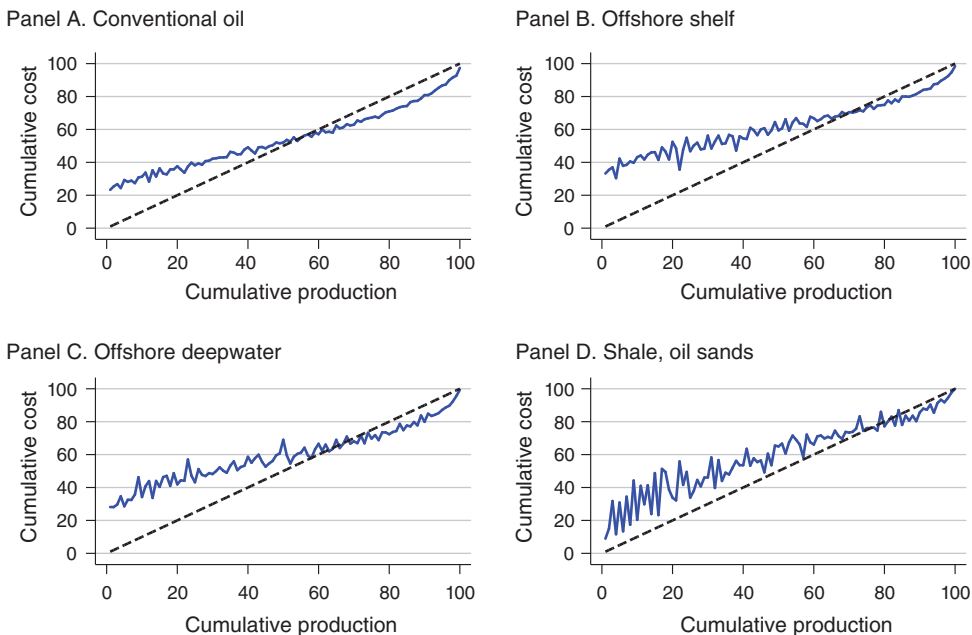 Panel A. Conventional oil
Cumulative cost
100
80
60
40
20
0
0 20 40 60 80 100
Cumulative production
Panel B. Offshore shelf
Cumulative cost
100
80
60
40
20
0
0 20 40 60 80 100
Cumulative production
Panel C. Offshore deepwater
Cumulative cost
100
80
60
40
20
0
0 20 40 60 80 100
Cumulative production
Panel D. Shale, oil sands
Cumulative cost
100
80
60
40
20
0
0 20 40 60 80 100
Cumulative production